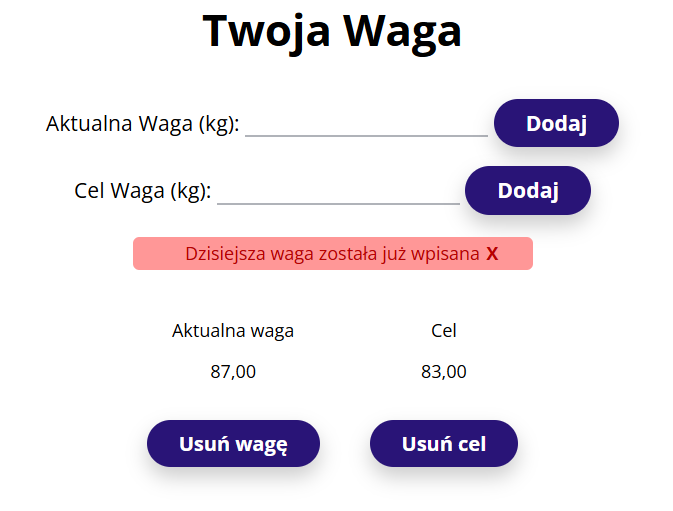 Twoja Waga
Aktualna Waga (kg): Dodaj
Cel Waga (kg): Dodaj
Dzisiejsza waga została już wpisana X
Aktualna waga Cel
87,00 83,00
Usuń wagę Usuń cel